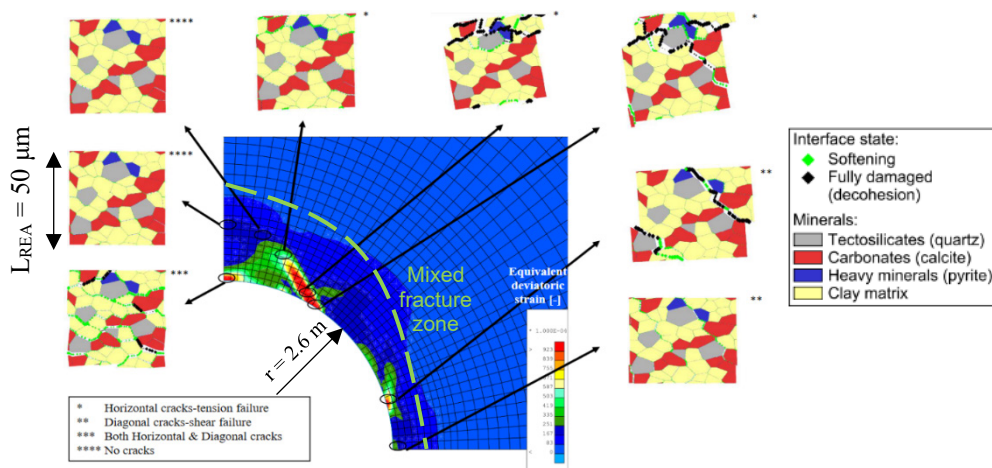 ****
*
*
*
Interface state:
Softening
Fully damaged
(decohesion)
Minerals:
Tectosilicates (quartz)
Carbonates (calcite)
Heavy minerals (pyrite)
Clay matrix
L_REA = 50 μm
****
**
***
Mixed
fracture
zone
Equivalent
deviatoric
strain [-]
r = 2.6 m
**
* Horizontal cracks-tension failure
** Diagonal cracks-shear failure
*** Both Horizontal & Diagonal cracks
**** No cracks